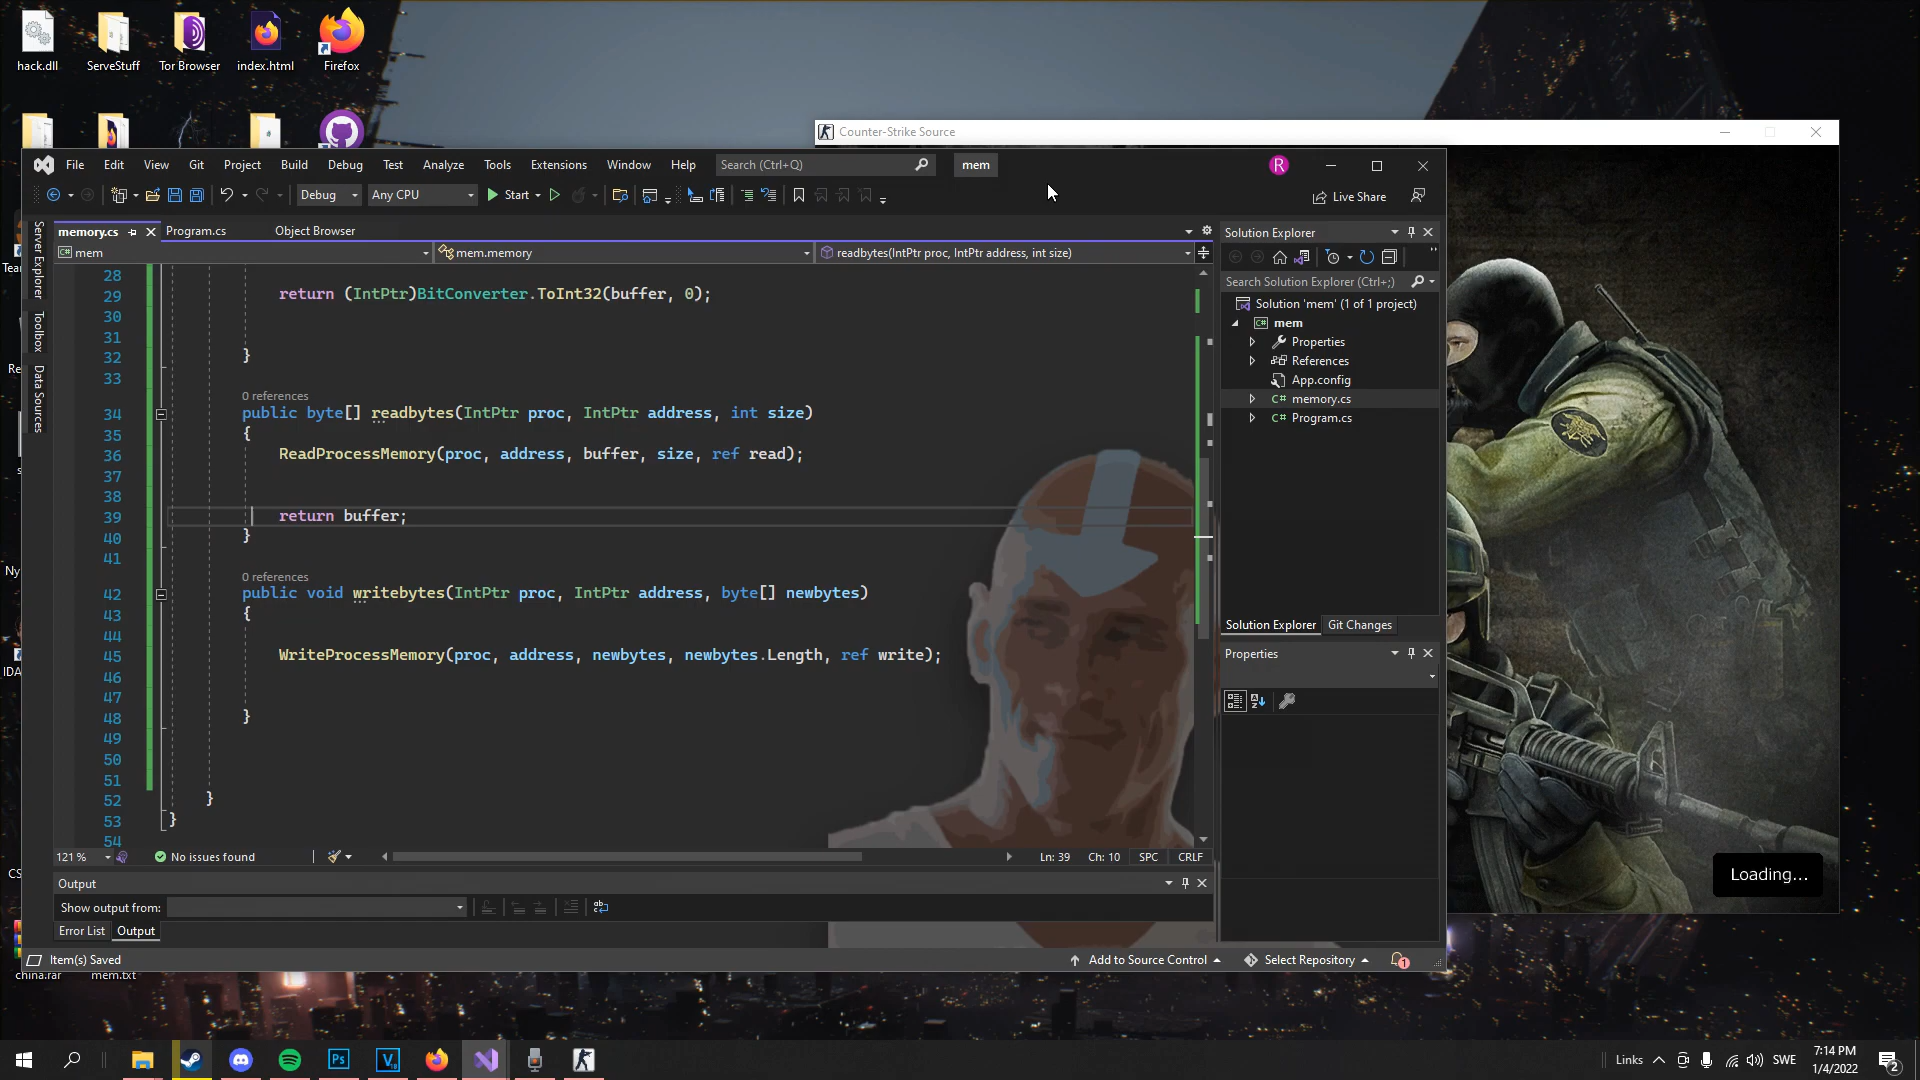 hack.dll
ServeStuff
Tor Browser
index.html
Firefox
Counter-Strike Source
File Edit View Git Project Build Debug Test Analyze Tools Extensions Window Help Search (Ctrl+Q) mem R
Debug Any CPU Start Live Share
memory.cs Program.cs Object Browser
mem mem.memory readbytes(IntPtr proc, IntPtr address, int size)
Server Explorer
Toolbox
Data Sources
28
29 return (IntPtr)BitConverter.ToInt32(buffer, 0);
30
31
32 }
33
0 references
34 public byte[] readbytes(IntPtr proc, IntPtr address, int size)
35 {
36 ReadProcessMemory(proc, address, buffer, size, ref read);
37
38
39 return buffer;
40 }
41
0 references
42 public void writebytes(IntPtr proc, IntPtr address, byte[] newbytes)
43 {
44
45 WriteProcessMemory(proc, address, newbytes, newbytes.Length, ref write);
46
47
48 }
49
50
51
52 }
53 }
54
121 % No issues found Ln: 39 Ch: 10 SPC CRLF
Output
Show output from:
Error List Output
Item(s) Saved Add to Source Control Select Repository 1
Solution Explorer
Search Solution Explorer (Ctrl+;)
Solution 'mem' (1 of 1 project)
mem
Properties
References
App.config
memory.cs
Program.cs
Solution Explorer Git Changes
Properties
Loading...
Tear
Re
Ny
IDA
CS
china.rar
mem.txt
Links SWE
7:14 PM
1/4/2022
2